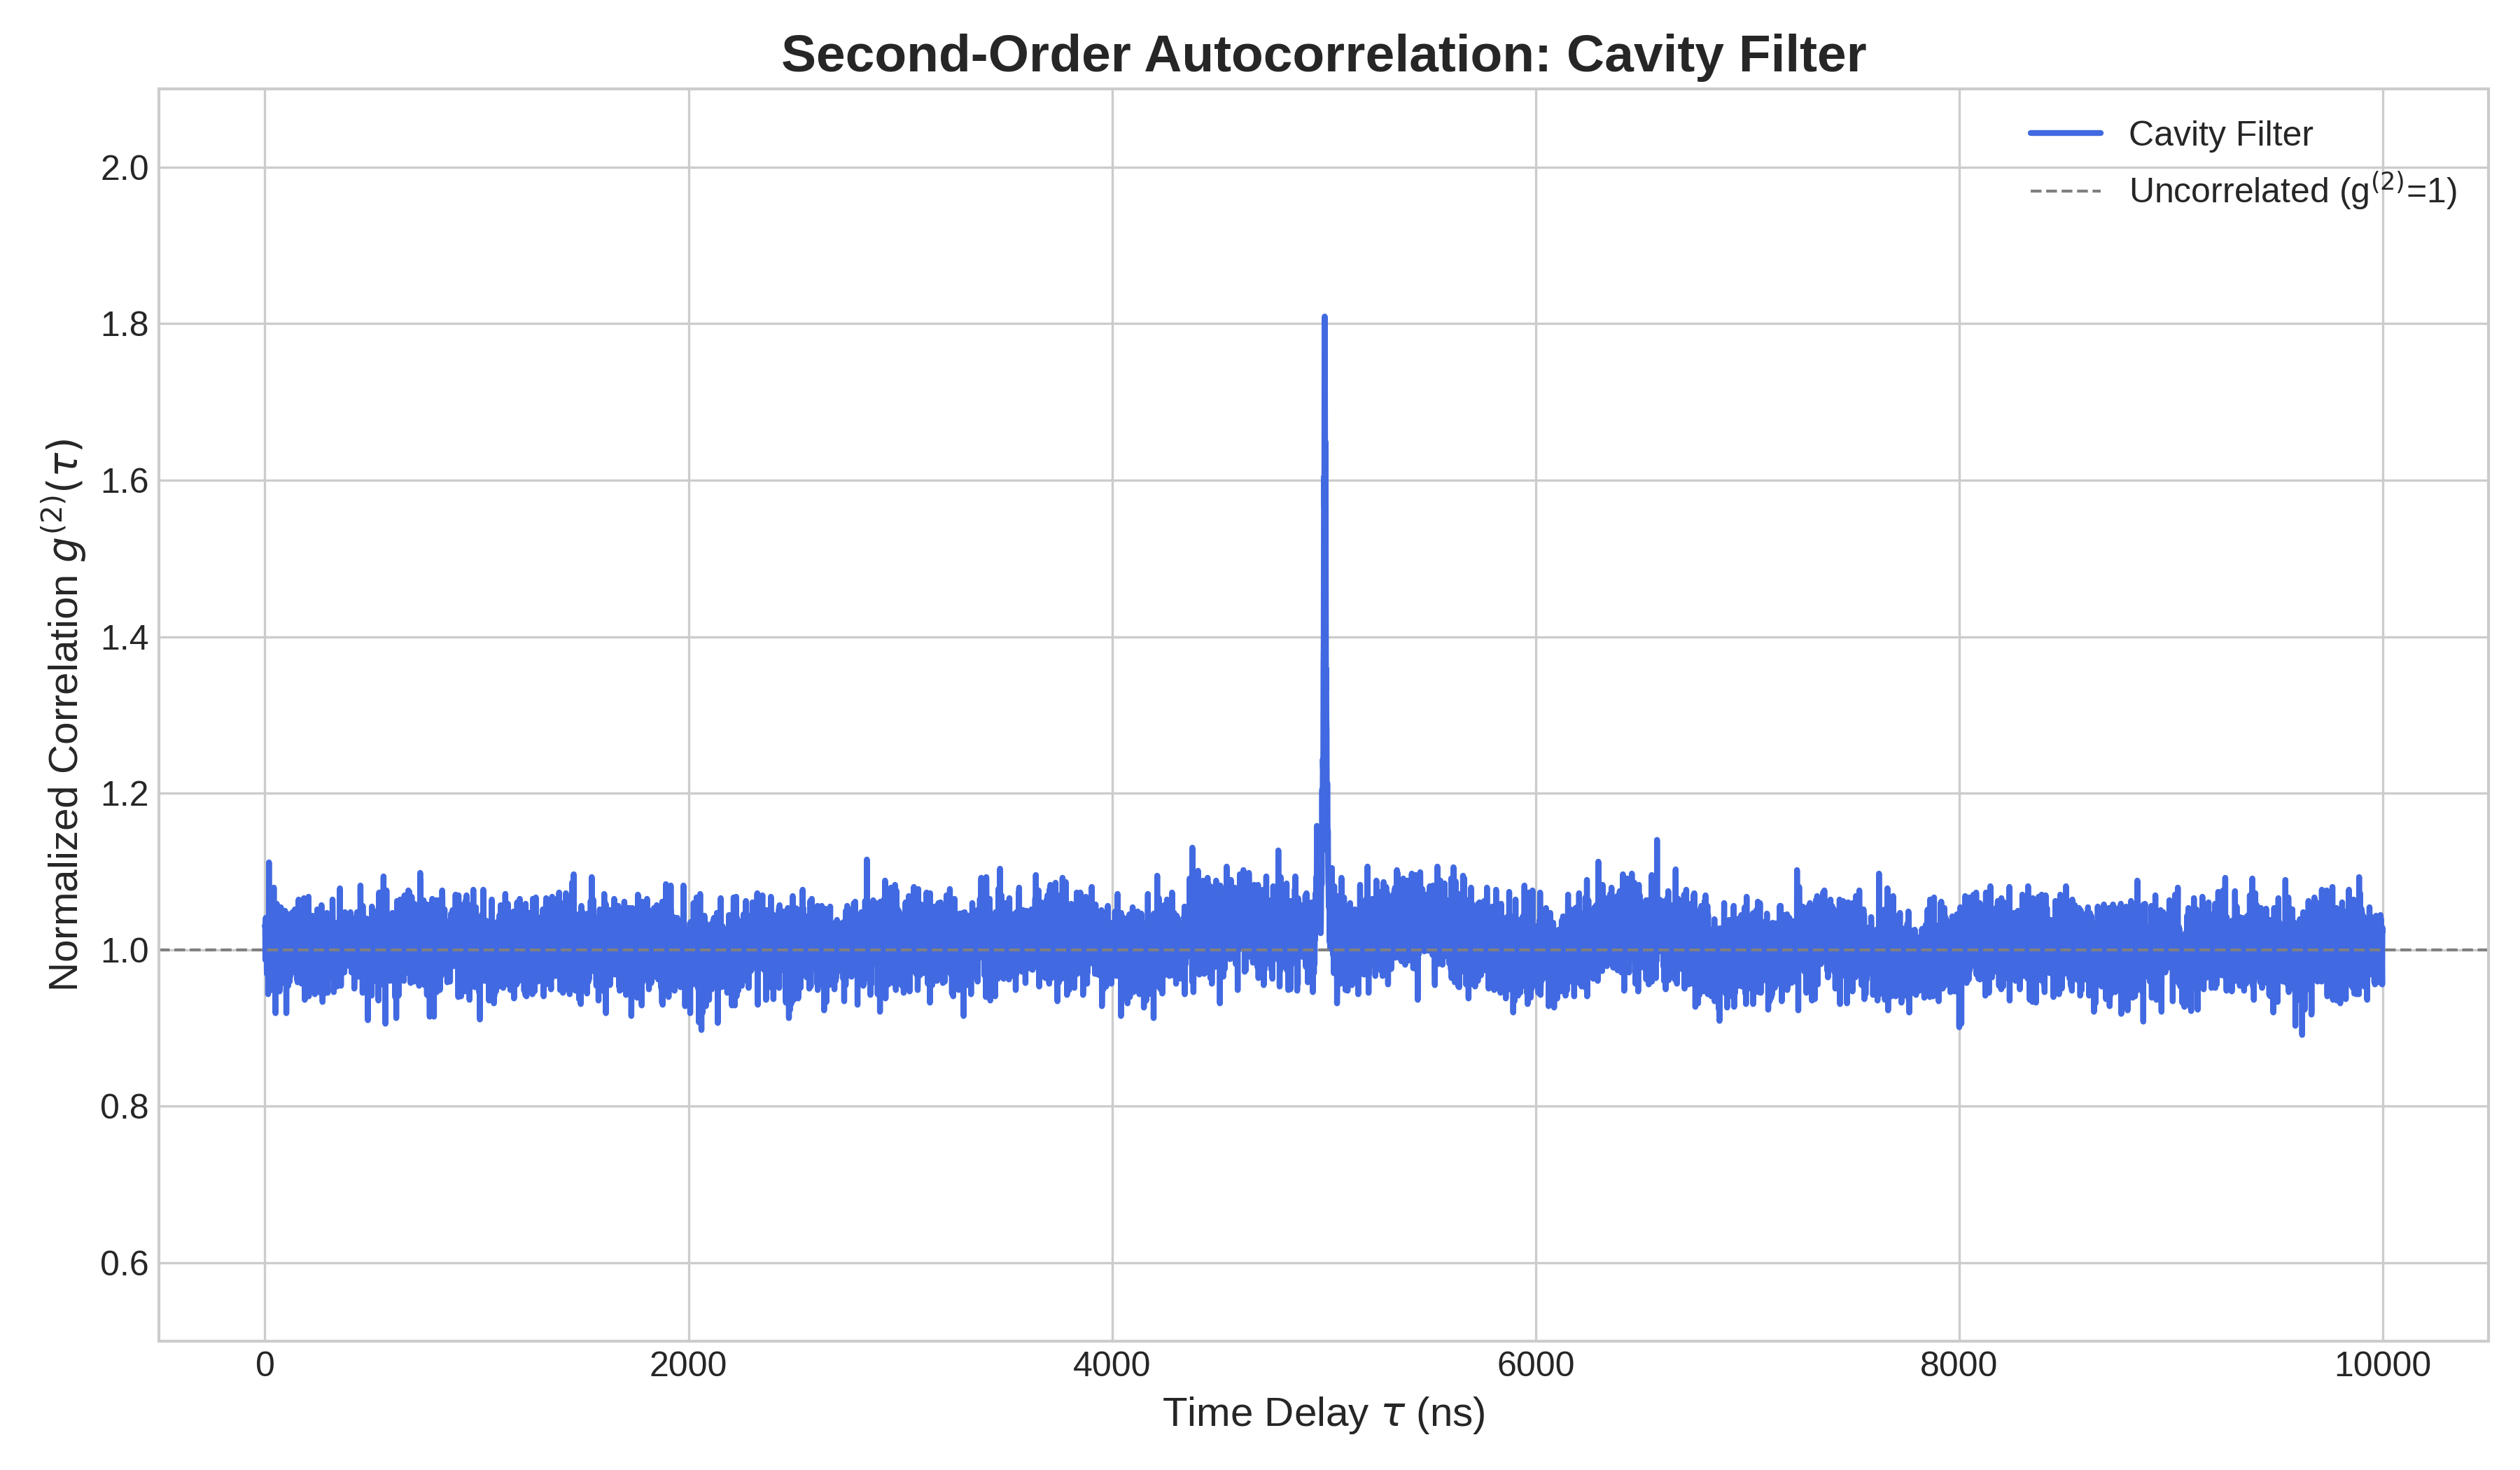 Second-Order Autocorrelation: Cavity Filter
Cavity Filter
Uncorrelated (g⁽²⁾=1)
Normalized Correlation g⁽²⁾(τ)
2.0
1.8
1.6
1.4
1.2
1.0
0.8
0.6
0 2000 4000 6000 8000 10000
Time Delay τ (ns)